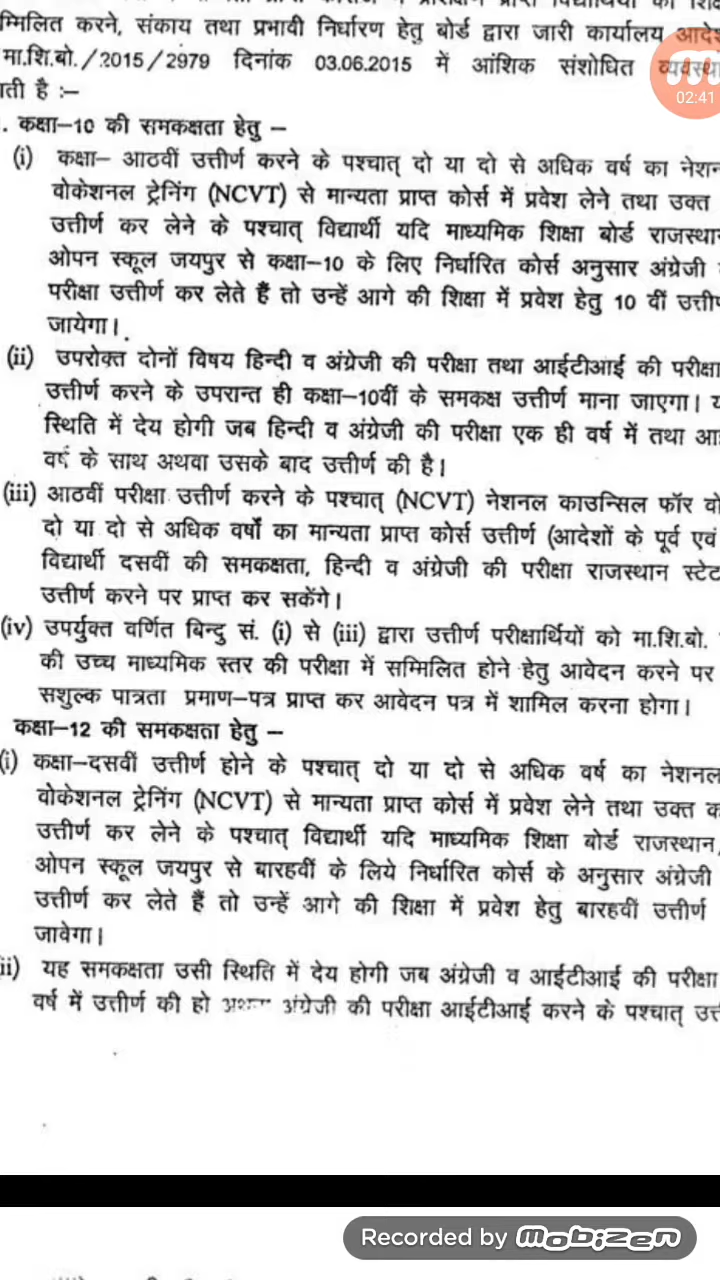 म्मिलित करने, संकाय तथा प्रभावी निर्धारण हेतु बोर्ड द्वारा जारी कार्यालय आदेश
मा.शि.बो./2015/2979 दिनांक 03.06.2015 में आंशिक संशोधित व्यवस्था
02:41
ाती है :–
. कक्षा–10 की समकक्षता हेतु –
(i) कक्षा– आठवीं उत्तीर्ण करने के पश्चात् दो या दो से अधिक वर्ष का नेशन
वोकेशनल ट्रेनिंग (NCVT) से मान्यता प्राप्त कोर्स में प्रवेश लेने तथा उक्त
उत्तीर्ण कर लेने के पश्चात् विद्यार्थी यदि माध्यमिक शिक्षा बोर्ड राजस्थान
ओपन स्कूल जयपुर से कक्षा–10 के लिए निर्धारित कोर्स अनुसार अंग्रेजी
परीक्षा उत्तीर्ण कर लेते हैं तो उन्हें आगे की शिक्षा में प्रवेश हेतु 10 वीं उत्ती
जायेगा।
(ii) उपरोक्त दोनों विषय हिन्दी व अंग्रेजी की परीक्षा तथा आईटीआई की परीक्षा
उत्तीर्ण करने के उपरान्त ही कक्षा–10वीं के समकक्ष उत्तीर्ण माना जाएगा। य
स्थिति में देय होगी जब हिन्दी व अंग्रेजी की परीक्षा एक ही वर्ष में तथा आ
वर्ष के साथ अथवा उसके बाद उत्तीर्ण की है।
(iii) आठवीं परीक्षा उत्तीर्ण करने के पश्चात् (NCVT) नेशनल काउन्सिल फॉर वो
दो या दो से अधिक वर्षों का मान्यता प्राप्त कोर्स उत्तीर्ण (आदेशों के पूर्व एवं
विद्यार्थी दसवीं की समकक्षता, हिन्दी व अंग्रेजी की परीक्षा राजस्थान स्टेट
उत्तीर्ण करने पर प्राप्त कर सकेंगे।
(iv) उपर्युक्त वर्णित बिन्दु सं. (i) से (iii) द्वारा उत्तीर्ण परीक्षार्थियों को मा.शि.बो.
की उच्च माध्यमिक स्तर की परीक्षा में सम्मिलित होने हेतु आवेदन करने पर
सशुल्क पात्रता प्रमाण–पत्र प्राप्त कर आवेदन पत्र में शामिल करना होगा।
कक्षा–12 की समकक्षता हेतु –
(i) कक्षा–दसवीं उत्तीर्ण होने के पश्चात् दो या दो से अधिक वर्ष का नेशनल
वोकेशनल ट्रेनिंग (NCVT) से मान्यता प्राप्त कोर्स में प्रवेश लेने तथा उक्त क
उत्तीर्ण कर लेने के पश्चात् विद्यार्थी यदि माध्यमिक शिक्षा बोर्ड राजस्थान,
ओपन स्कूल जयपुर से बारहवीं के लिये निर्धारित कोर्स के अनुसार अंग्रेजी
उत्तीर्ण कर लेते हैं तो उन्हें आगे की शिक्षा में प्रवेश हेतु बारहवीं उत्तीर्ण
जावेगा।
ii) यह समकक्षता उसी स्थिति में देय होगी जब अंग्रेजी व आईटीआई की परीक्षा
वर्ष में उत्तीर्ण की हो अंग्रेजी की परीक्षा आईटीआई करने के पश्चात् उत्त
Recorded by mobizen